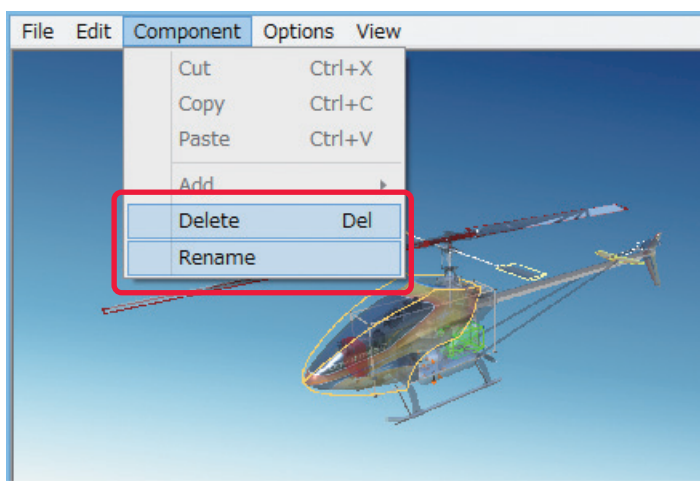 File Edit Component Options View
Cut Ctrl+X
Copy Ctrl+C
Paste Ctrl+V
Add
Delete Del
Rename